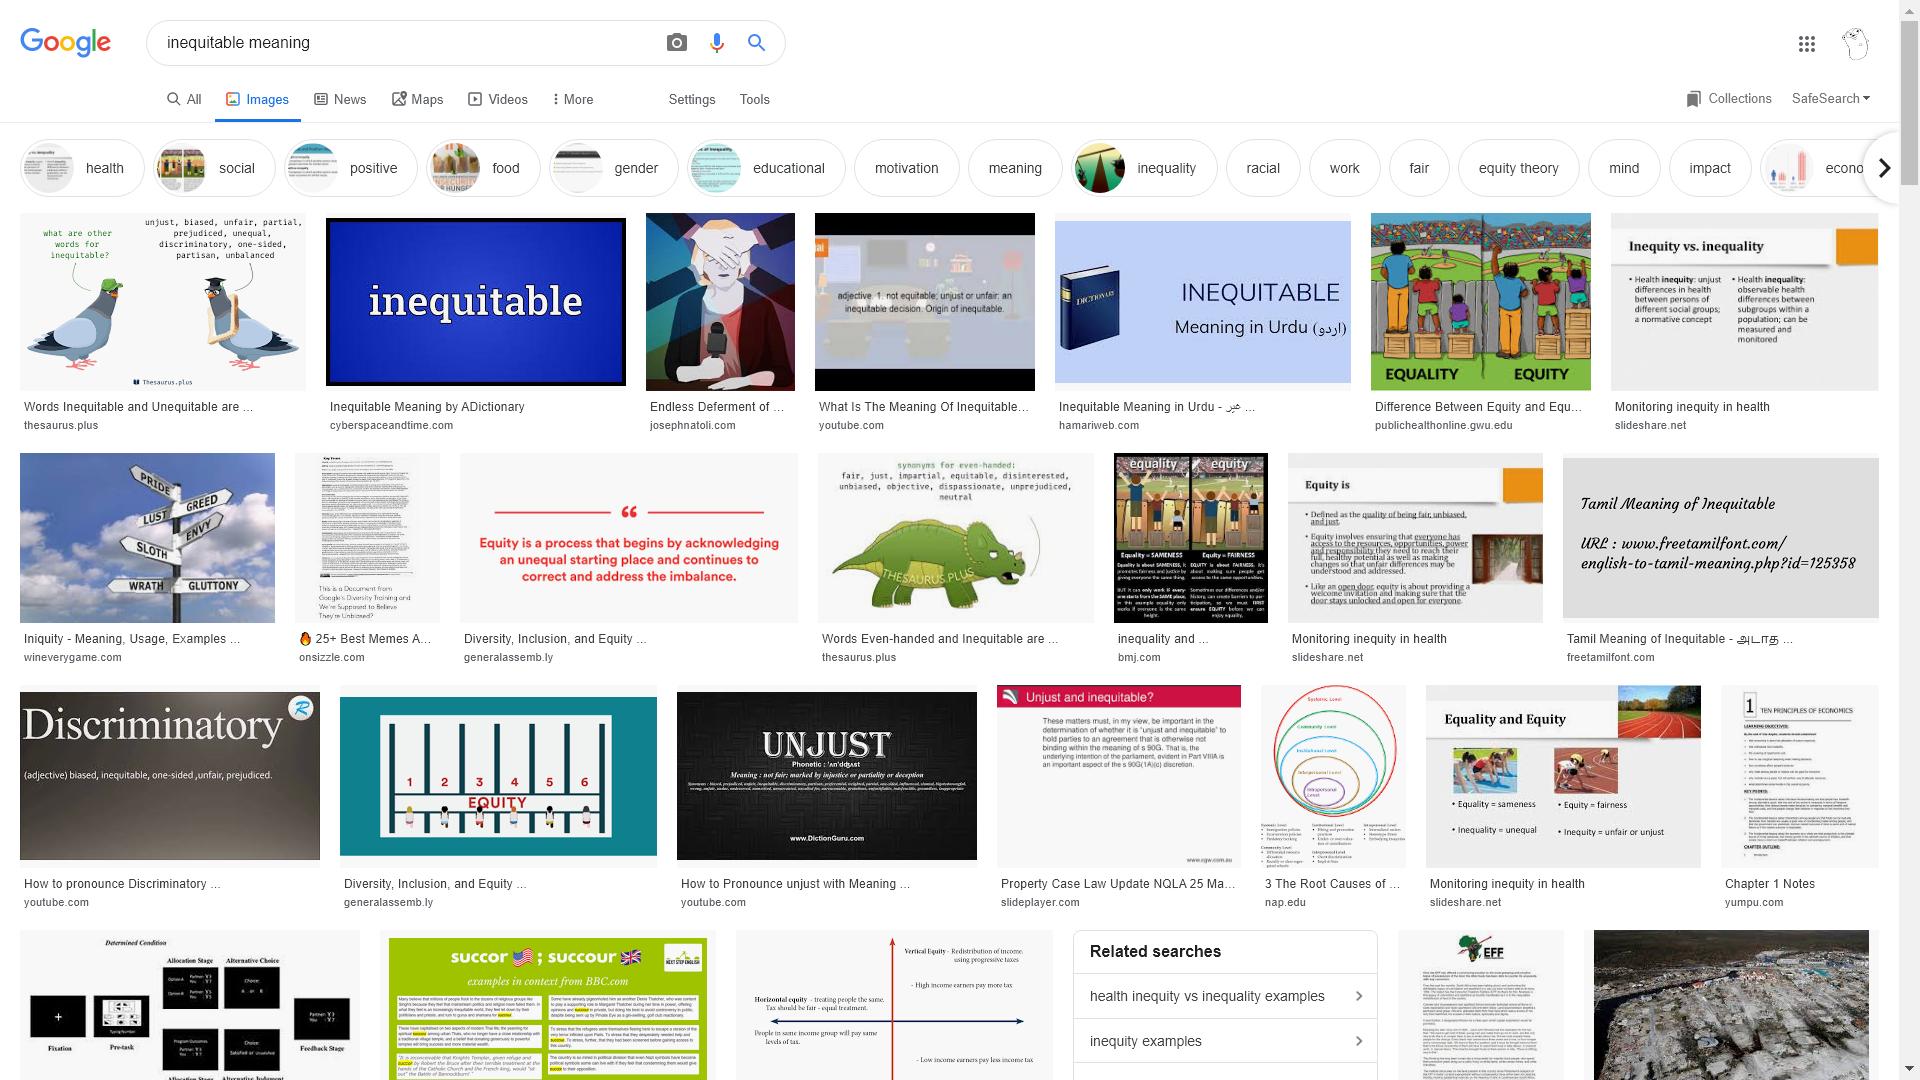 Google
inequitable meaning
All
Images
News
Maps
Videos
More
Settings
Tools
Collections
SafeSearch
health
social
positive
food
gender
educational
motivation
meaning
inequality
racial
work
fair
equity theory
mind
impact
econo
what are other
words for
inequitable?
unjust, biased, unfair, partial,
prejudiced, unequal,
discriminatory, one-sided,
partisan, unbalanced
Thesaurus.plus
Words Inequitable and Unequitable are ...
thesaurus.plus
inequitable
Inequitable Meaning by ADictionary
cyberspaceandtime.com
Endless Deferment of ...
josephnatoli.com
adjective. 1. not equitable; unjust or unfair: an
inequitable decision. Origin of inequitable.
What Is The Meaning Of Inequitable...
youtube.com
DICTIONARY
INEQUITABLE
Meaning in Urdu (اردو)
Inequitable Meaning in Urdu - غیر ...
hamariweb.com
EQUALITY
EQUITY
Difference Between Equity and Equ...
publichealthonline.gwu.edu
Inequity vs. inequality
• Health inequity: unjust
differences in health
between persons of
different social groups;
a normative concept
• Health inequality:
observable health
differences between
subgroups within a
population; can be
measured and
monitored
Monitoring inequity in health
slideshare.net
PRIDE
GREED
LUST
ENVY
SLOTH
WRATH
GLUTTONY
Iniquity - Meaning, Usage, Examples ...
wineverygame.com
This is a Document from
Google's Diversity Training and
We're Supposed to Believe
They're Unbiased?
25+ Best Memes A...
onsizzle.com
“
Equity is a process that begins by acknowledging
an unequal starting place and continues to
correct and address the imbalance.
Diversity, Inclusion, and Equity ...
generalassemb.ly
synonyms for even-handed:
fair, just, impartial, equitable, disinterested,
unbiased, objective, dispassionate, unprejudiced,
neutral
THESAURUS.PLUS
Words Even-handed and Inequitable are ...
thesaurus.plus
equality
equity
Equality = SAMENESS
Equity = FAIRNESS
inequality and ...
bmj.com
Equity is
• Defined as the quality of being fair, unbiased,
and just.
• Equity involves ensuring that everyone has
access to the resources, opportunities, power
and responsibility they need to reach their
full, healthy potential as well as making
changes so that unfair differences may be
understood and addressed.
• Like an open door, equity is about providing a
welcome invitation and making sure that the
door stays unlocked and open for everyone.
Monitoring inequity in health
slideshare.net
Tamil Meaning of Inequitable
URL : www.freetamilfont.com/
english-to-tamil-meaning.php?id=125358
Tamil Meaning of Inequitable - அடாத ...
freetamilfont.com
Discriminatory
(adjective) biased, inequitable, one-sided ,unfair, prejudiced.
How to pronounce Discriminatory ...
youtube.com
1 2 3 4 5 6
EQUITY
Diversity, Inclusion, and Equity ...
generalassemb.ly
UNJUST
Phonetic : 'an'dʤast
Meaning : not fair; marked by injustice or partiality or deception
www.DictionGuru.com
How to Pronounce unjust with Meaning ...
youtube.com
Unjust and inequitable?
These matters must, in my view, be important in the
determination of whether it is 'unjust and inequitable' to
hold parties to an agreement that is otherwise not
binding within the meaning of s 90G. That is, the
underlying intention of the parliament, evident in Part VIIIA is
an important aspect of the s 90G(1A)(c) discretion.
www.cgw.com.au
Property Case Law Update NQLA 25 Ma...
slideplayer.com
Systemic Level
Community Level
Institutional Level
Interpersonal Level
Intrapersonal
Level
3 The Root Causes of ...
nap.edu
Equality and Equity
• Equality = sameness
• Inequality = unequal
• Equity = fairness
• Inequity = unfair or unjust
Monitoring inequity in health
slideshare.net
1
TEN PRINCIPLES OF ECONOMICS
LEARNING OBJECTIVES:
KEY POINTS:
CHAPTER OUTLINE:
Chapter 1 Notes
yumpu.com
Determined Condition
Allocation Stage
Alternative Choice
Fixation
Pre-task
Feedback Stage
Allocation Stage
Alternative Judgment
succor ; succour
examples in context from BBC.com
NEXT STEP ENGLISH
Vertical Equity - Redistribution of income
using progressive taxes
- High income earners pay more tax
Horizontal equity - treating people the same.
Tax should be fair - equal treatment.
People in same income group will pay same
levels of tax.
- Low income earners pay less income tax
Related searches
health inequity vs inequality examples
inequity examples
EFF